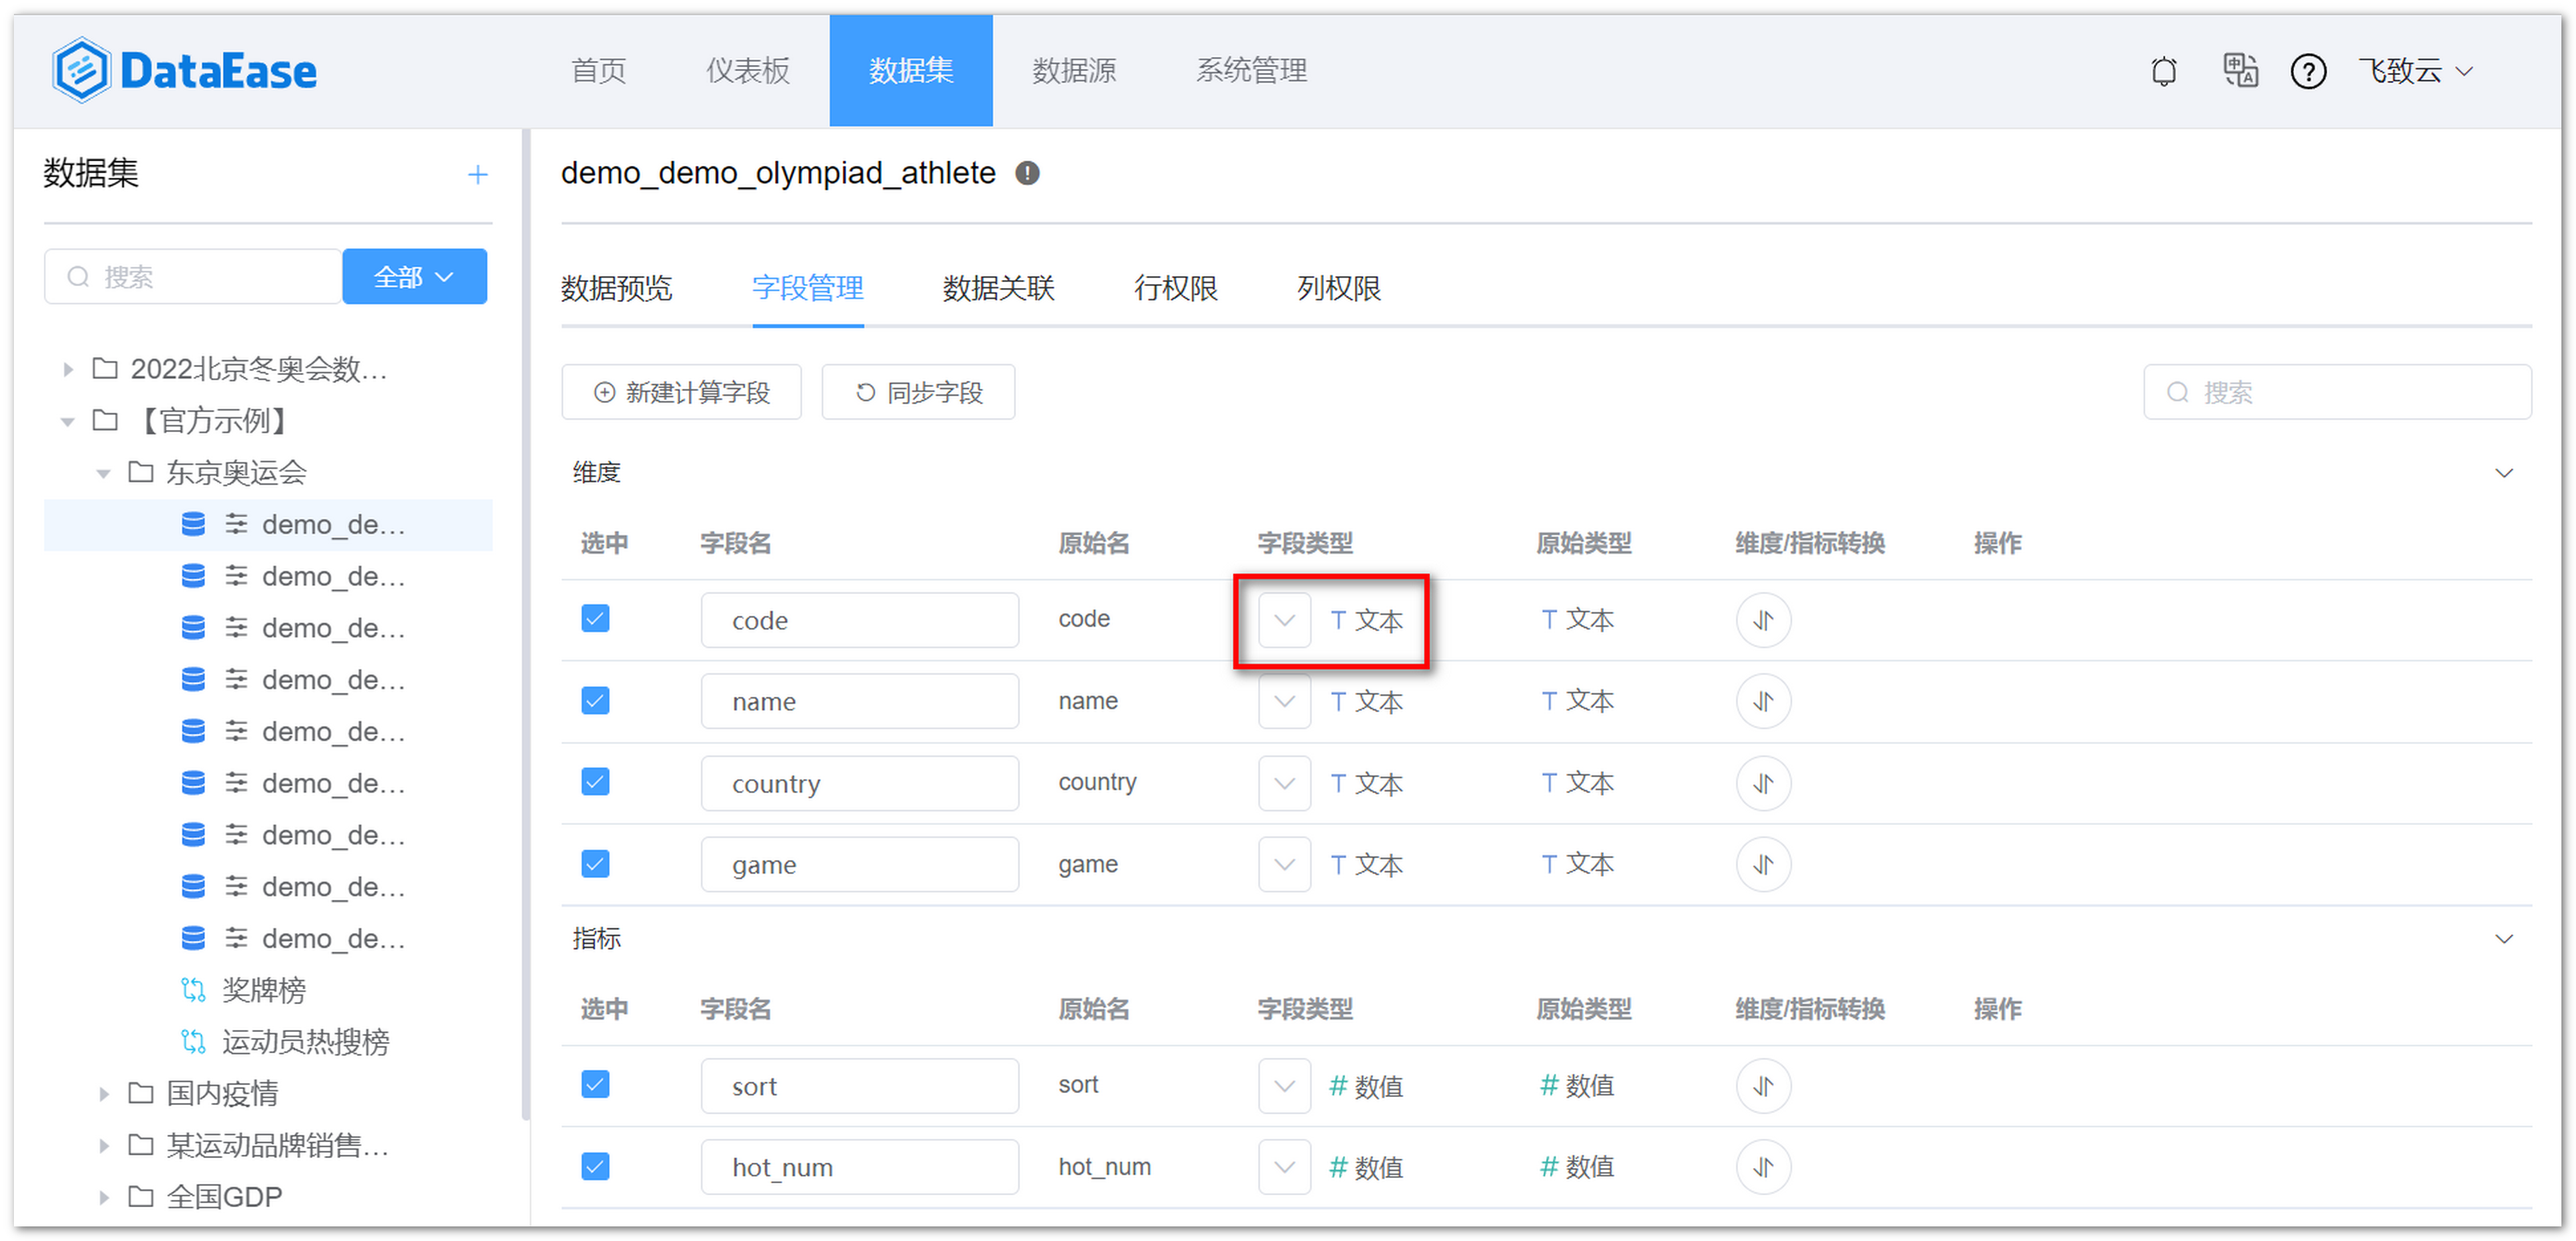 DataEase
首页 仪表板 数据集 数据源 系统管理 飞致云
数据集
搜索 全部
2022北京冬奥会数...
【官方示例】
东京奥运会
demo_de...
demo_de...
demo_de...
demo_de...
demo_de...
demo_de...
demo_de...
demo_de...
demo_de...
奖牌榜
运动员热搜榜
国内疫情
某运动品牌销售...
全国GDP
demo_demo_olympiad_athlete
数据预览 字段管理 数据关联 行权限 列权限
新建计算字段 同步字段 搜索
维度
选中 字段名 原始名 字段类型 原始类型 维度/指标转换 操作
code code T 文本 T 文本
name name T 文本 T 文本
country country T 文本 T 文本
game game T 文本 T 文本
指标
选中 字段名 原始名 字段类型 原始类型 维度/指标转换 操作
sort sort # 数值 # 数值
hot_num hot_num # 数值 # 数值